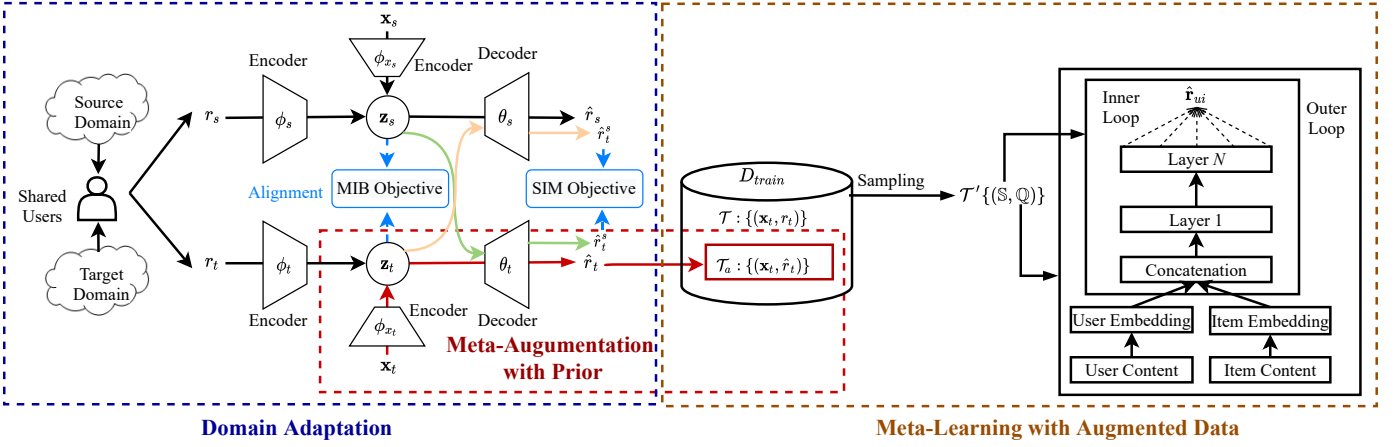 Source
Domain
Shared
Users
Target
Domain
r_s
r_t
Encoder
ϕ_s
x_s
ϕ_{x_s}
Encoder
z_s
Decoder
θ_s
r̂_s
r̂_t^s
Alignment
MIB Objective
SIM Objective
ϕ_t
Encoder
z_t
ϕ_{x_t}
Encoder
x_t
θ_t
Decoder
r̂_t^s
r̂_t
Meta-Augumentation
with Prior
Domain Adaptation
D_{train}
𝒯 : {(x_t, r_t)}
𝒯_a : {(x_t, r̂_t)}
Sampling
𝒯′{(𝕊, ℚ)}
Inner
Loop
r̂_{ui}
Outer
Loop
Layer N
Layer 1
Concatenation
User Embedding
Item Embedding
User Content
Item Content
Meta-Learning with Augmented Data